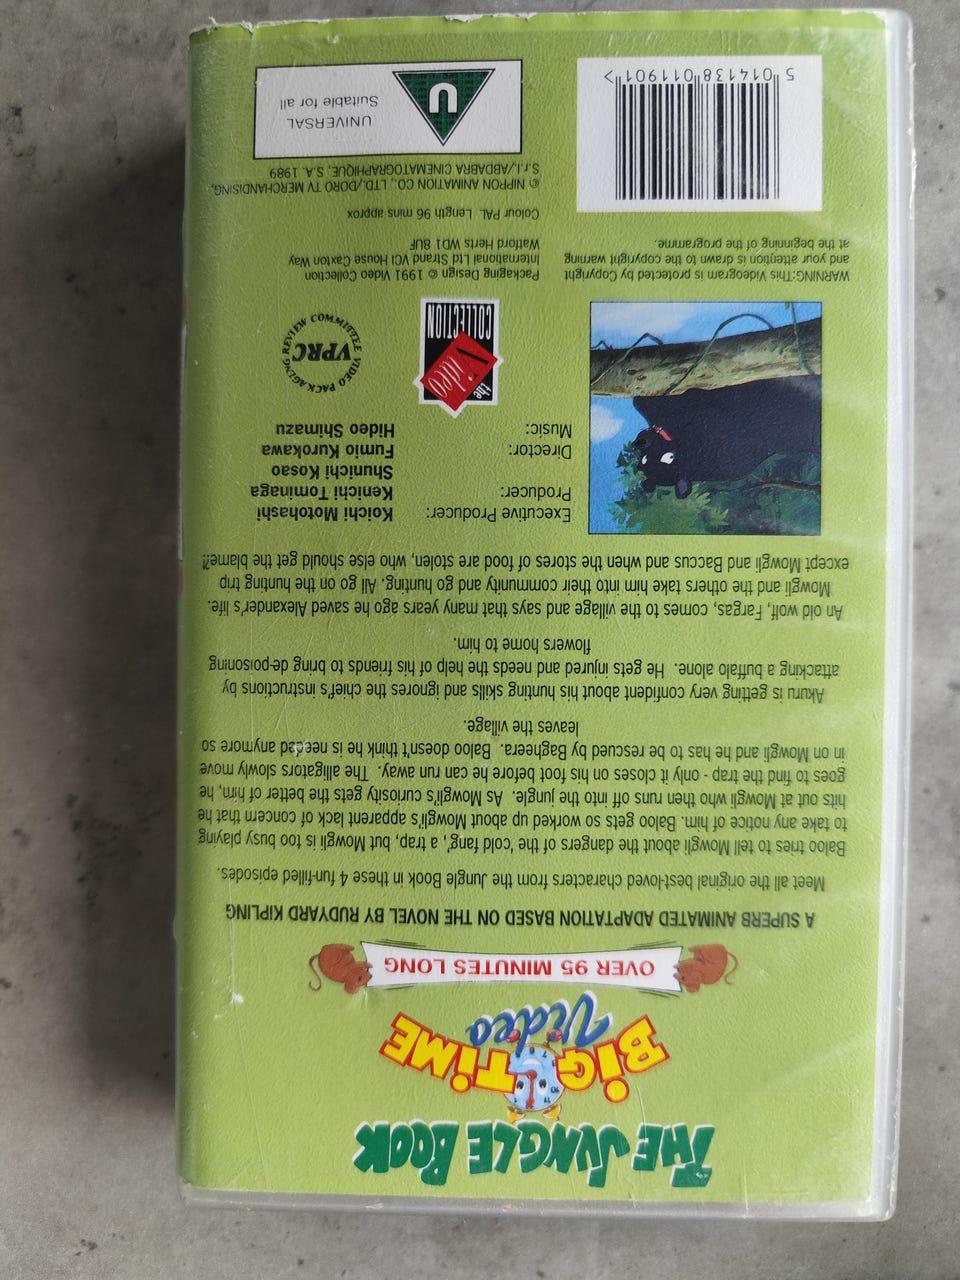 THE JUNGLE BOOK
BiG TiME
Video
OVER 95 MINUTES LONG
A SUPERB ANIMATED ADAPTATION BASED ON THE NOVEL BY RUDYARD KIPLING
Meet all the original best-loved characters from the Jungle Book in these 4 fun-filled episodes.
Baloo tries to tell Mowgli about the dangers of the 'cold fang', a trap, but Mowgli is too busy playing
to take any notice of him. Baloo gets so worked up about Mowgli's apparent lack of concern that he
hits out at Mowgli who then runs off into the jungle. As Mowgli's curiosity gets the better of him, he
goes to find the trap - only it closes on his foot before he can run away. The alligators slowly move
in on Mowgli and he has to be rescued by Bagheera. Baloo doesn't think he is needed anymore so
leaves the village.
Akuru is getting very confident about his hunting skills and ignores the chief's instructions by
attacking a buffalo alone. He gets injured and needs the help of his friends to bring de-poisoning
flowers home to him.
An old wolf, Fargas, comes to the village and says that many years ago he saved Alexander's life.
Mowgli and the others take him into their community and go hunting. All go on the hunting trip
except Mowgli and Baccus and when the stores of food are stolen, who else should get the blame?!
Executive Producer: Koichi Motohashi
Kenichi Tominaga
Producer: Shunichi Kosao
Director: Fumio Kurokawa
Music: Hideo Shimazu
the Video COLLECTION
VIDEO PACKAGING REVIEW COMMITTEE
VPRC
WARNING:This Videogram is protected by Copyright
and your attention is drawn to the copyright warning
at the beginning of the programme.
Packaging Design © 1991 Video Collection
International Ltd Strand VCI House Caxton Way
Watford Herts WD1 8UF
Colour PAL. Length 96 mins approx
© NIPPON ANIMATION CO., LTD./DORO TV MERCHANDISING,
S.r.l./ABDABRA CINEMATOGRAPHIQUE, S.A. 1989
5 014138 011901 >
U
UNIVERSAL
Suitable for all